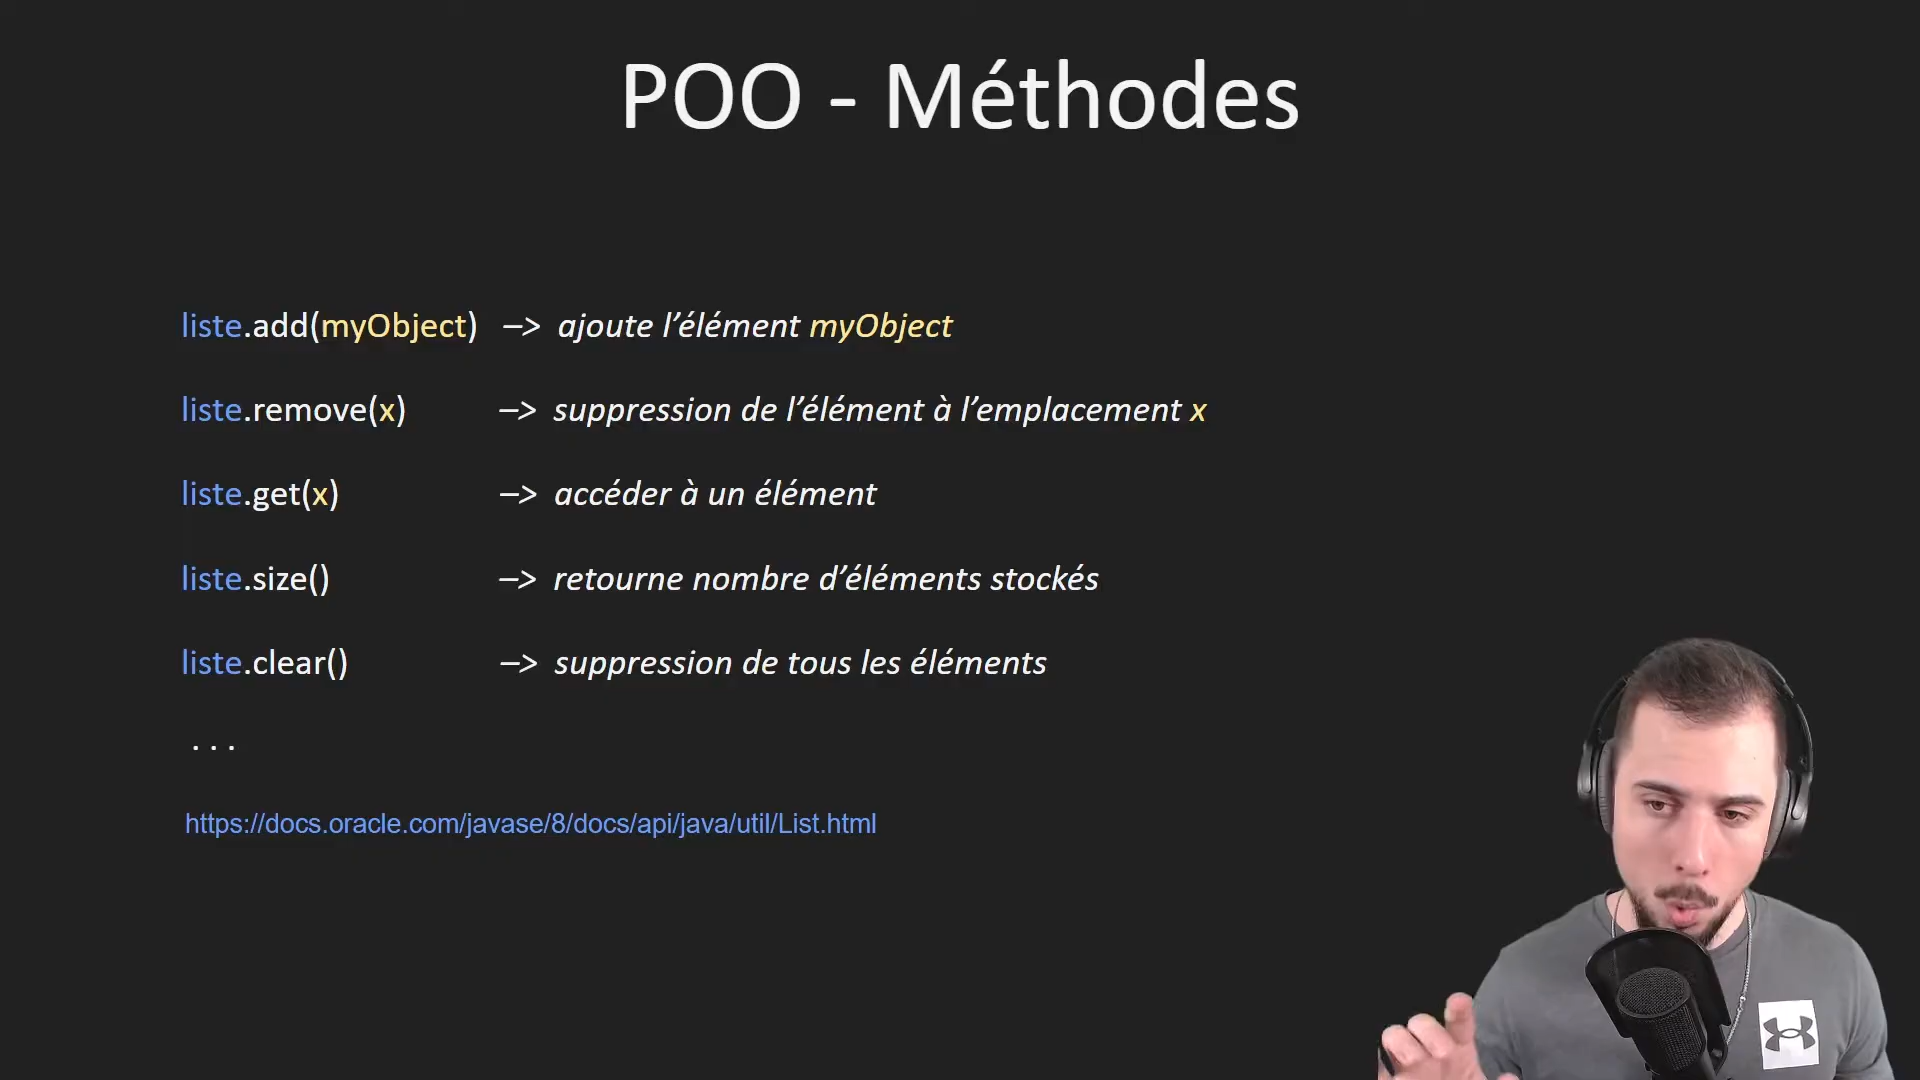 POO - Méthodes
liste.add(myObject) –> ajoute l’élément myObject
liste.remove(x) –> suppression de l’élément à l’emplacement x
liste.get(x) –> accéder à un élément
liste.size() –> retourne nombre d’éléments stockés
liste.clear() –> suppression de tous les éléments
. . .
https://docs.oracle.com/javase/8/docs/api/java/util/List.html